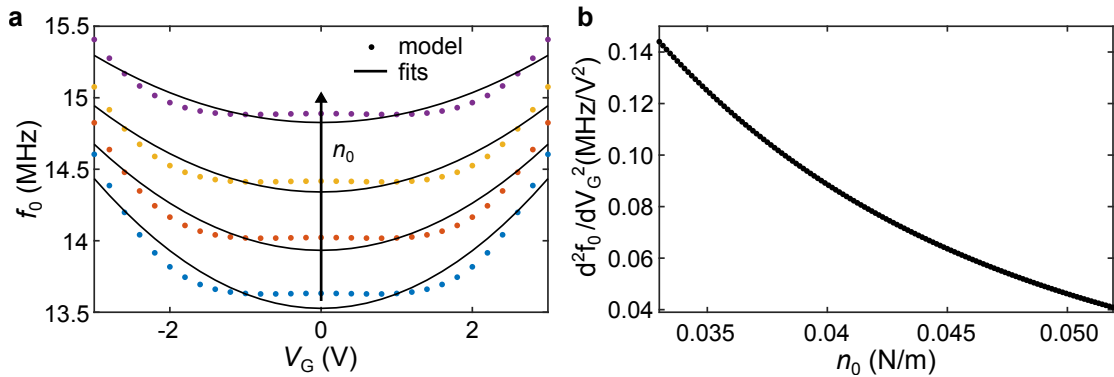 a
15.5
15
14.5
14
13.5
f₀ (MHz)
model
fits
n₀
-2 0 2
V_G (V)
b
0.14
0.12
0.10
0.08
0.06
0.04
d²f₀/dV_G² (MHz/V²)
0.035 0.04 0.045 0.050
n₀ (N/m)